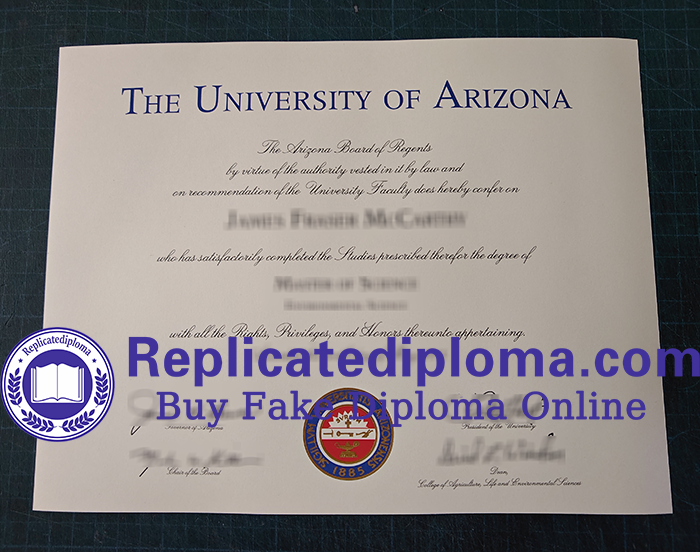 THE UNIVERSITY OF ARIZONA
The Arizona Board of Regents
by virtue of the authority vested in it by law and
on recommendation of the University Faculty does hereby confer on
who has satisfactorily completed the Studies prescribed therefor the degree of
with all the Rights, Privileges, and Honors thereunto appertaining.
Replicatediploma
Replicatediploma.com
Buy Fake Diploma Online
Governor of Arizona
President of the University
Chair of the Board
Dean,
College of Agriculture, Life and Environmental Sciences
1885